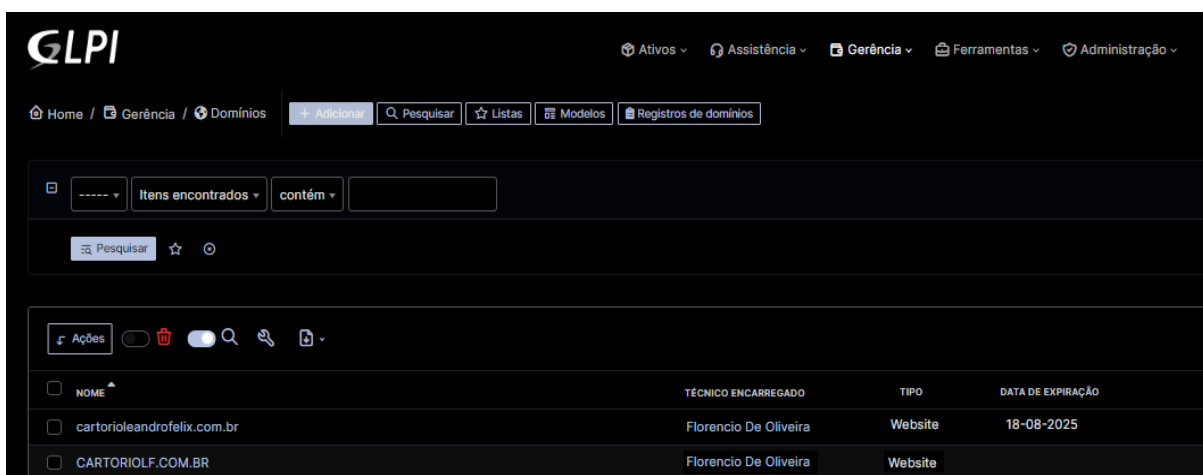 GLPI
Ativos Assistência Gerência Ferramentas Administração
Home / Gerência / Domínios + Adicionar Pesquisar Listas Modelos Registros de domínios
----- Itens encontrados contém
Pesquisar
Ações
NOME TÉCNICO ENCARREGADO TIPO DATA DE EXPIRAÇÃO
cartorioleandrofelix.com.br Florencio De Oliveira Website 18-08-2025
CARTORIOLF.COM.BR Florencio De Oliveira Website